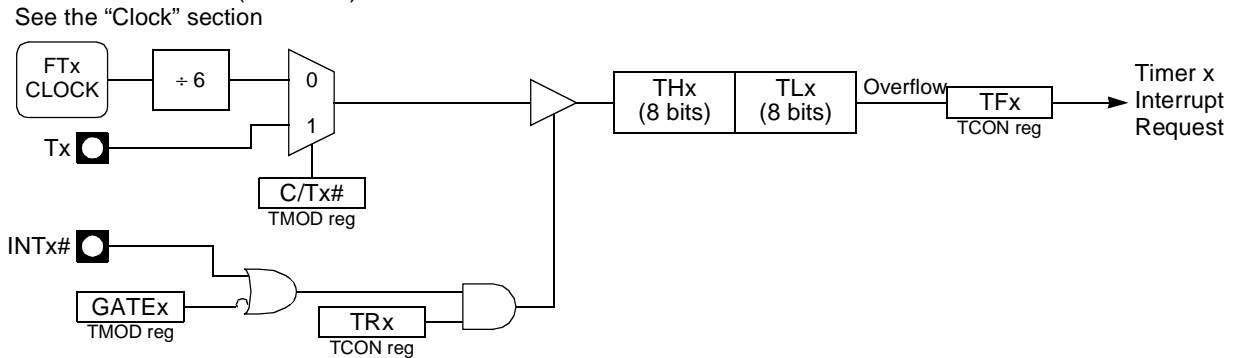 See the “Clock” section
FTx
CLOCK
÷ 6
0
1
Tx
C/Tx#
TMOD reg
THx
(8 bits)
TLx
(8 bits)
Overflow
TFx
TCON reg
Timer x
Interrupt
Request
INTx#
GATEx
TMOD reg
TRx
TCON reg